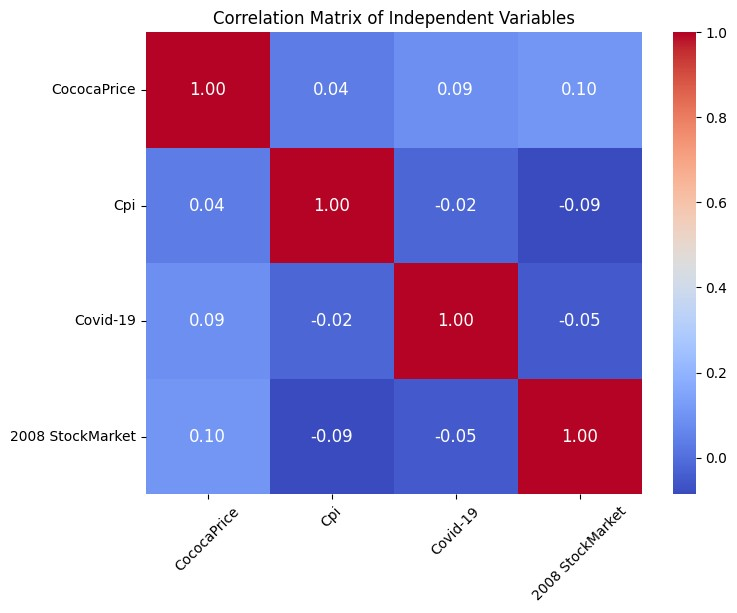 Correlation Matrix of Independent Variables
CococaPrice 1.00 0.04 0.09 0.10
Cpi 0.04 1.00 -0.02 -0.09
Covid-19 0.09 -0.02 1.00 -0.05
2008 StockMarket 0.10 -0.09 -0.05 1.00
CococaPrice Cpi Covid-19 2008 StockMarket
1.0
0.8
0.6
0.4
0.2
0.0